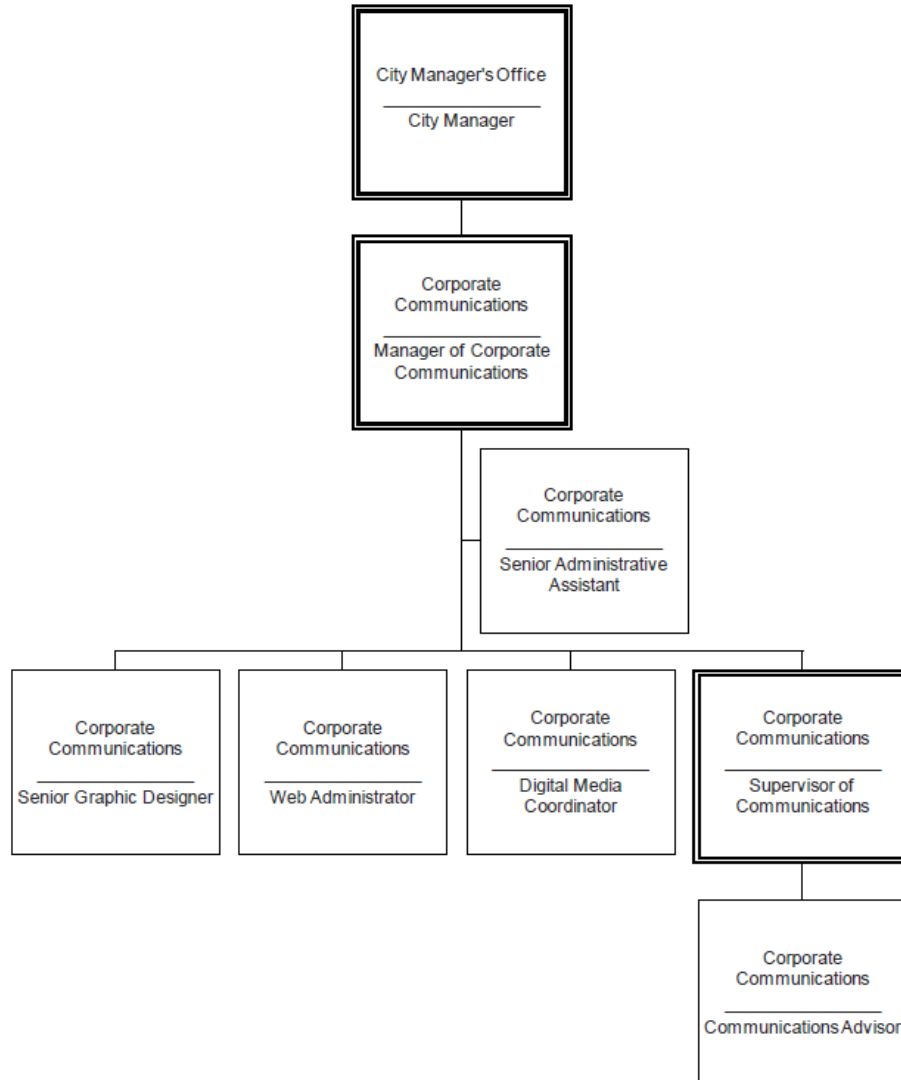 City Manager's Office
City Manager
Corporate
Communications
Manager of Corporate
Communications
Corporate
Communications
Senior Administrative
Assistant
Corporate
Communications
Senior Graphic Designer
Corporate
Communications
Web Administrator
Corporate
Communications
Digital Media
Coordinator
Corporate
Communications
Supervisor of
Communications
Corporate
Communications
Communications Advisor